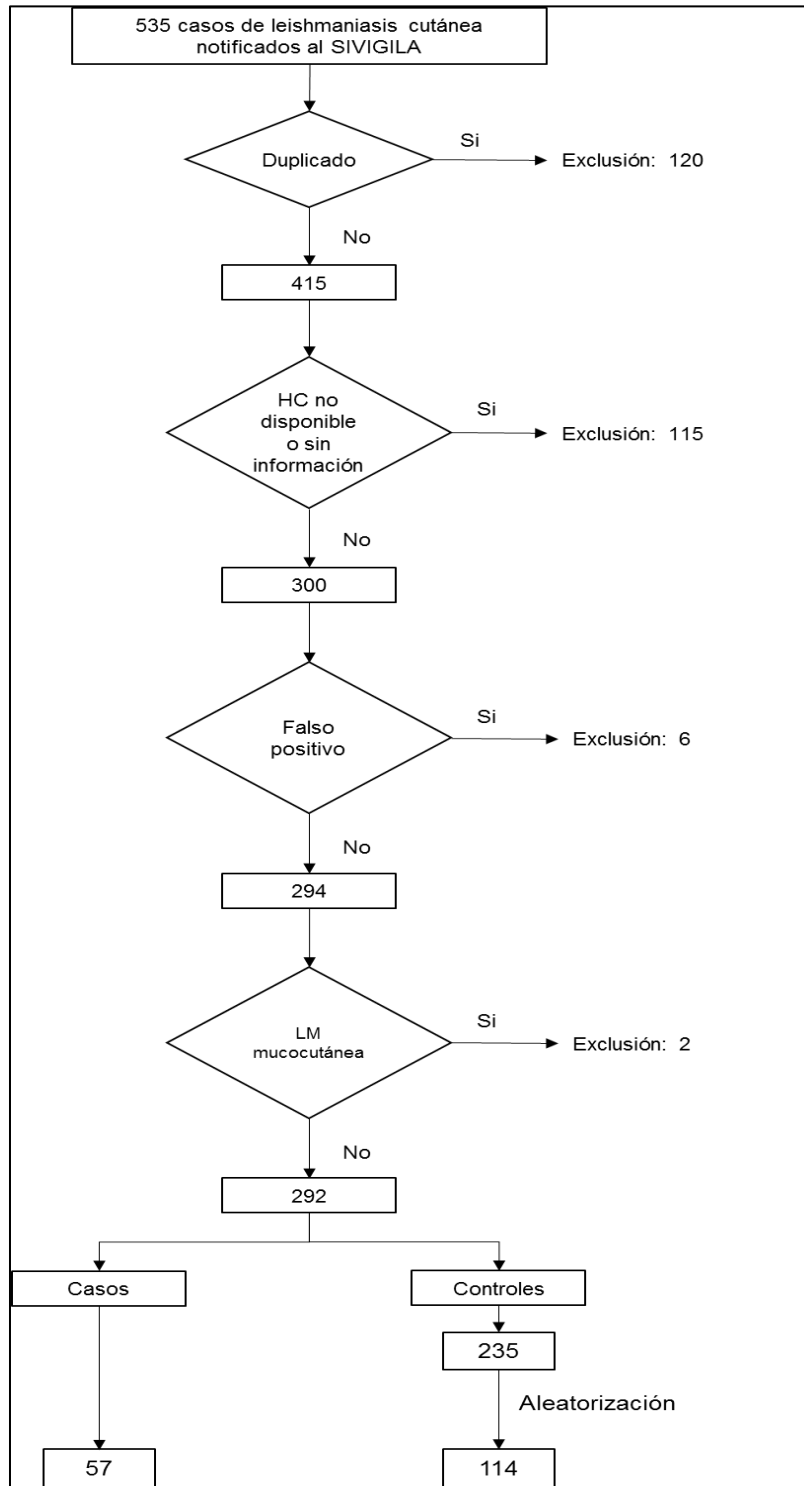 535 casos de leishmaniasis cutánea
notificados al SIVIGILA
Duplicado
Si
Exclusión: 120
No
415
HC no
disponible
o sin
información
Si
Exclusión: 115
No
300
Falso
positivo
Si
Exclusión: 6
No
294
LM
mucocutánea
Si
Exclusión: 2
No
292
Casos
Controles
235
Aleatorización
57
114